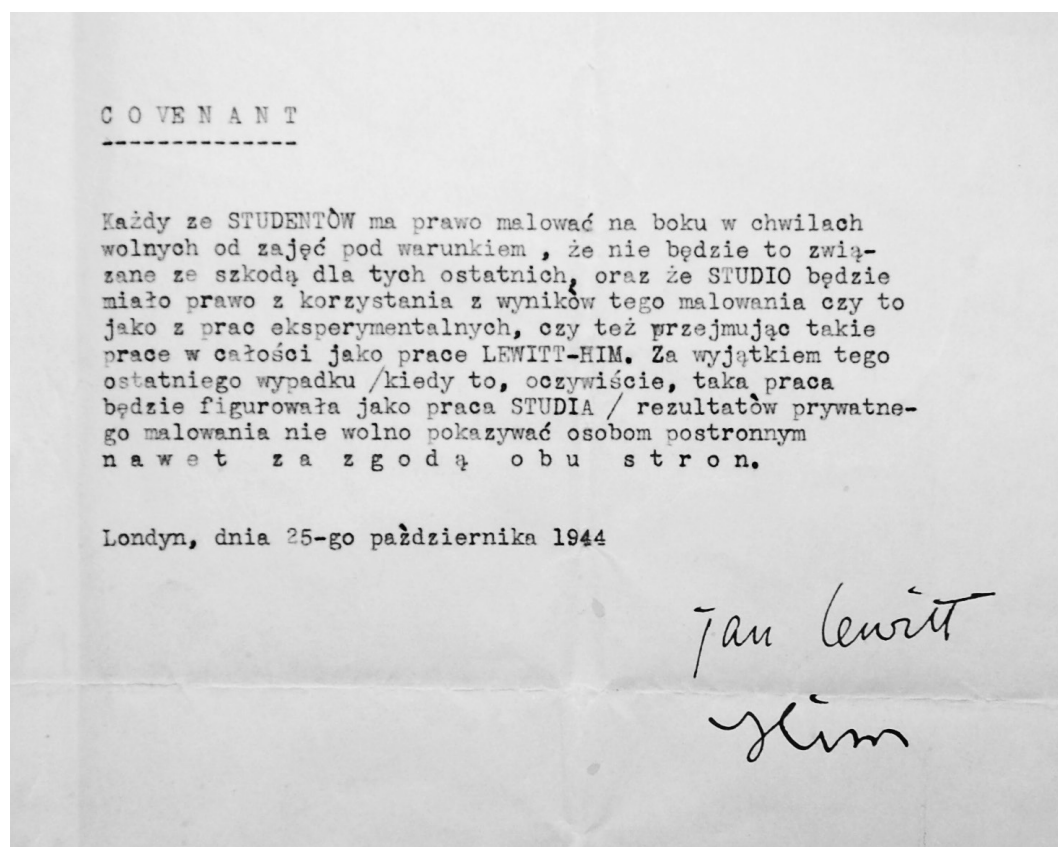 C O VE N A N T
--------------
Każdy ze STUDENTÓW ma prawo malować na boku w chwilach
wolnych od zajęć pod warunkiem , że nie będzie to zwią-
zane ze szkodą dla tych ostatnich, oraz że STUDIO będzie
miało prawo z korzystania z wyników tego malowania czy to
jako z prac eksperymentalnych, czy też przejmując takie
prace w całości jako prace LEWITT-HIM. Za wyjątkiem tego
ostatniego wypadku /kiedy to, oczywiście, taka praca
będzie figurowała jako praca STUDIA / rezultatów prywatne-
go malowania nie wolno pokazywać osobom postronnym
n a w e t  z a  z g o d ą  o b u  s t r o n.
Londyn, dnia 25-go października 1944
jan lewitt
Him